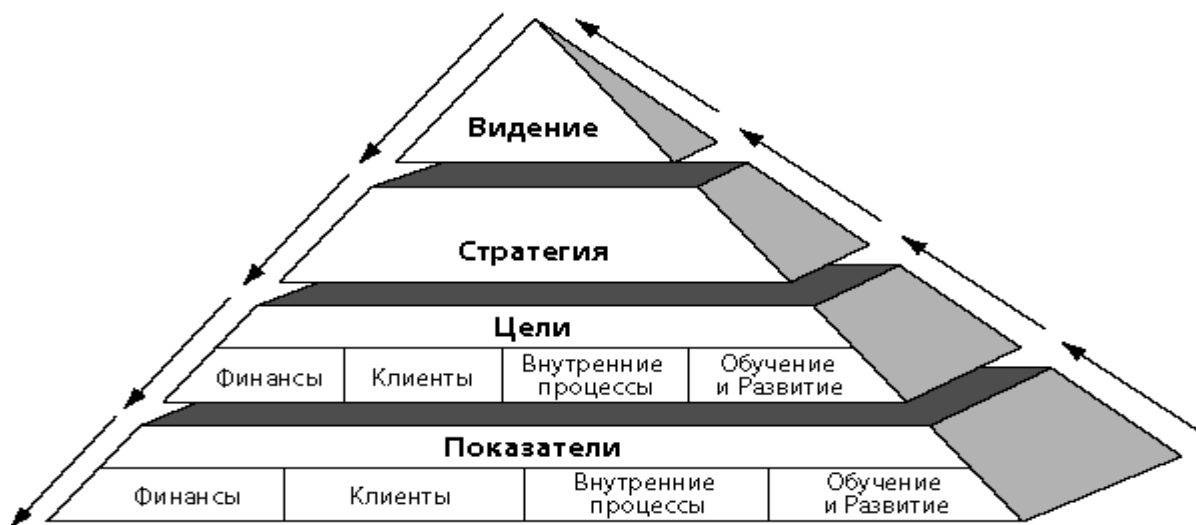 Видение
Стратегия
Цели
Финансы
Клиенты
Внутренние
процессы
Обучение
и Развитие
Показатели
Финансы
Клиенты
Внутренние
процессы
Обучение
и Развитие